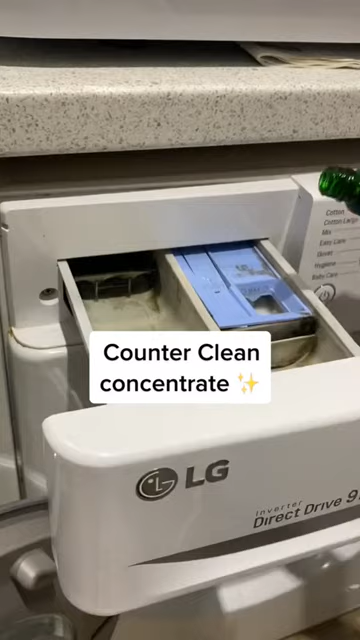 Cotton
Cotton Large
Mix
Easy Care
Duvet
Hygiene
Baby Care
Counter Clean
concentrate ✨
LG
Inverter
Direct Drive 9